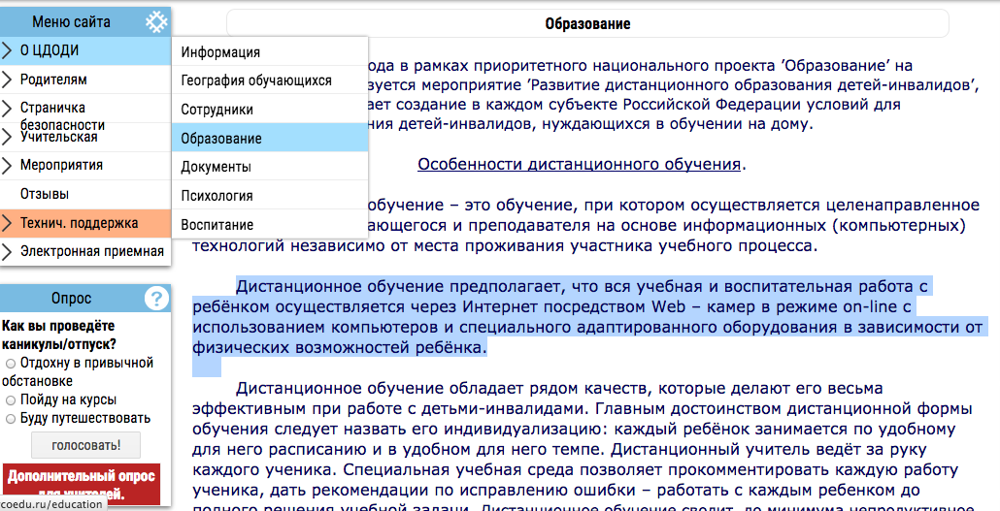 Меню сайта
О ЦДОДИ
Родителям
Страничка
безопасности
Учительская
Мероприятия
Отзывы
Технич. поддержка
Электронная приемная
Информация
География обучающихся
Сотрудники
Образование
Документы
Психология
Воспитание
Опрос
?
Как вы проведёте
каникулы/отпуск?
Отдохну в привычной
обстановке
Пойду на курсы
Буду путешествовать
голосовать!
Дополнительный опрос
для учителей.
coedu.ru/education
Образование
ода в рамках приоритетного национального проекта ’Образование’ на
зуется мероприятие ’Развитие дистанционного образования детей-инвалидов’,
ает создание в каждом субъекте Российской Федерации условий для
ния детей-инвалидов, нуждающихся в обучении на дому.
Особенности дистанционного обучения.
обучение – это обучение, при котором осуществляется целенаправленное
ающегося и преподавателя на основе информационных (компьютерных)
технологий независимо от места проживания участника учебного процесса.
Дистанционное обучение предполагает, что вся учебная и воспитательная работа с
ребёнком осуществляется через Интернет посредством Web – камер в режиме on-line с
использованием компьютеров и специального адаптированного оборудования в зависимости от
физических возможностей ребёнка.
Дистанционное обучение обладает рядом качеств, которые делают его весьма
эффективным при работе с детьми-инвалидами. Главным достоинством дистанционной формы
обучения следует назвать его индивидуализацию: каждый ребёнок занимается по удобному
для него расписанию и в удобном для него темпе. Дистанционный учитель ведёт за руку
каждого ученика. Специальная учебная среда позволяет прокомментировать каждую работу
ученика, дать рекомендации по исправлению ошибки – работать с каждым ребенком до
полного решения учебной задачи. Дистанционное обучение сводит до минимума непродуктивное